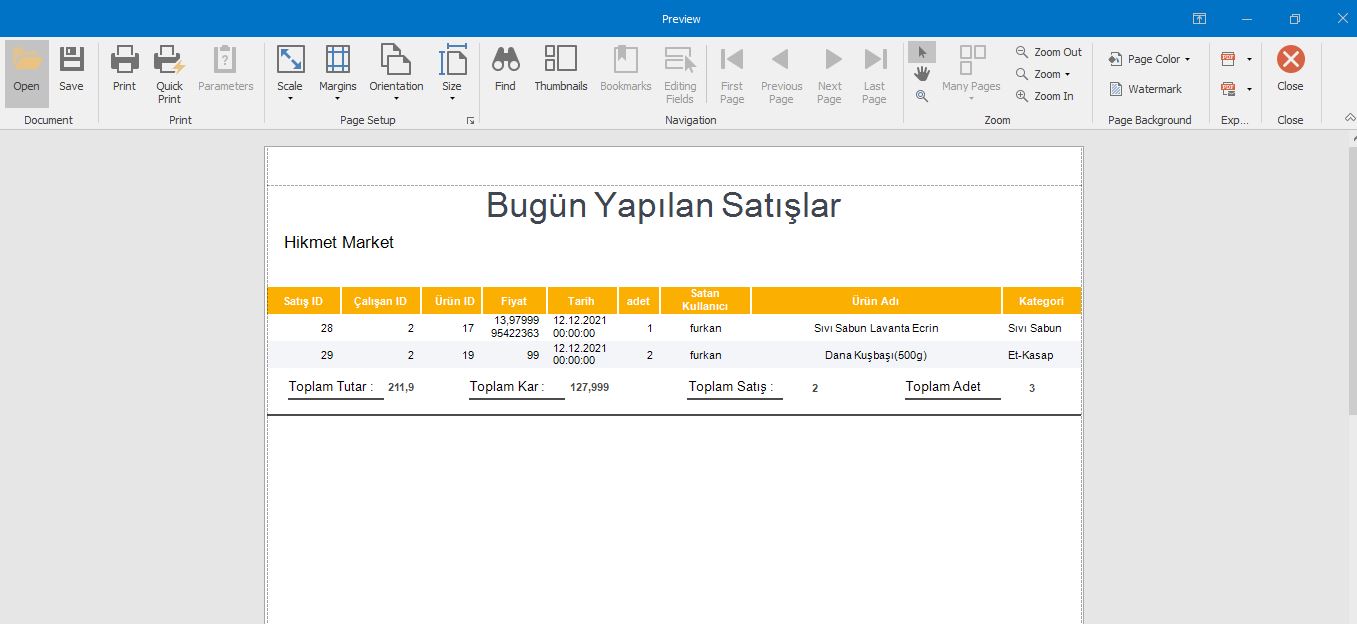 Preview
Open
Save
Print
Quick
Print
Parameters
Scale
Margins
Orientation
Size
Find
Thumbnails
Bookmarks
Editing
Fields
First
Page
Previous
Page
Next
Page
Last
Page
Many Pages
Zoom Out
Zoom
Zoom In
Page Color
Watermark
PDF
PDF
Close
Document
Print
Page Setup
Navigation
Zoom
Page Background
Exp...
Close
Bugün Yapılan Satışlar
Hikmet Market
Satış ID Çalışan ID Ürün ID Fiyat Tarih adet Satan Kullanıcı Ürün Adı Kategori
28 2 17 13,97999 95422363 12.12.2021 00:00:00 1 furkan Sıvı Sabun Lavanta Ecrin Sıvı Sabun
29 2 19 99 12.12.2021 00:00:00 2 furkan Dana Kuşbaşı(500g) Et-Kasap
Toplam Tutar : 211,9 Toplam Kar : 127,999 Toplam Satış : 2 Toplam Adet 3